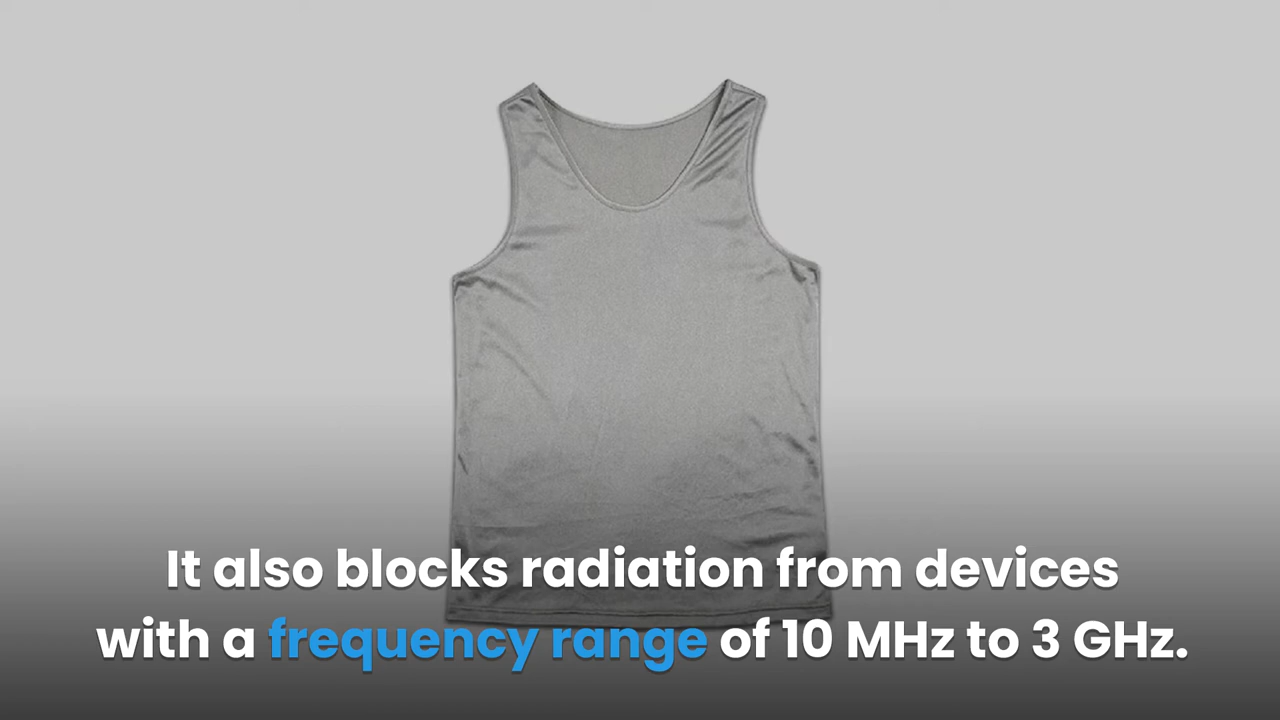 It also blocks radiation from devices
with a frequency range of 10 MHz to 3 GHz.